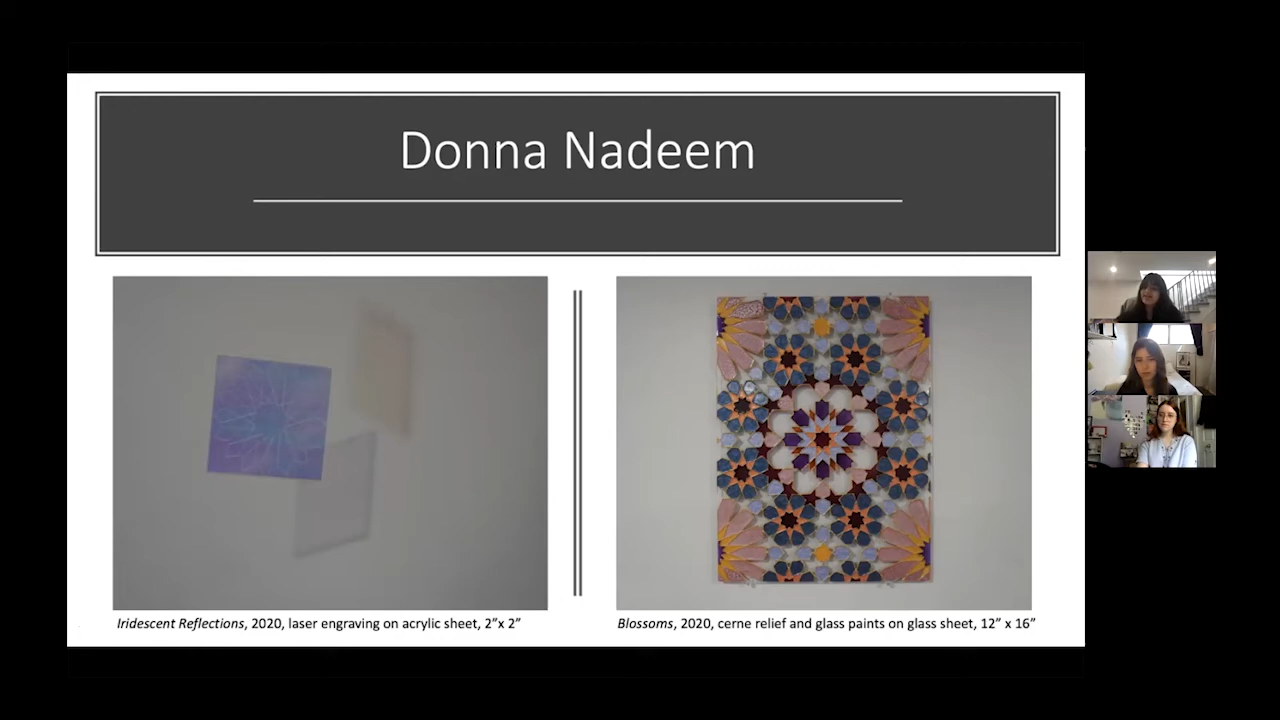 Donna Nadeem
Iridescent Reflections, 2020, laser engraving on acrylic sheet, 2”x 2”
Blossoms, 2020, cerne relief and glass paints on glass sheet, 12” x 16”